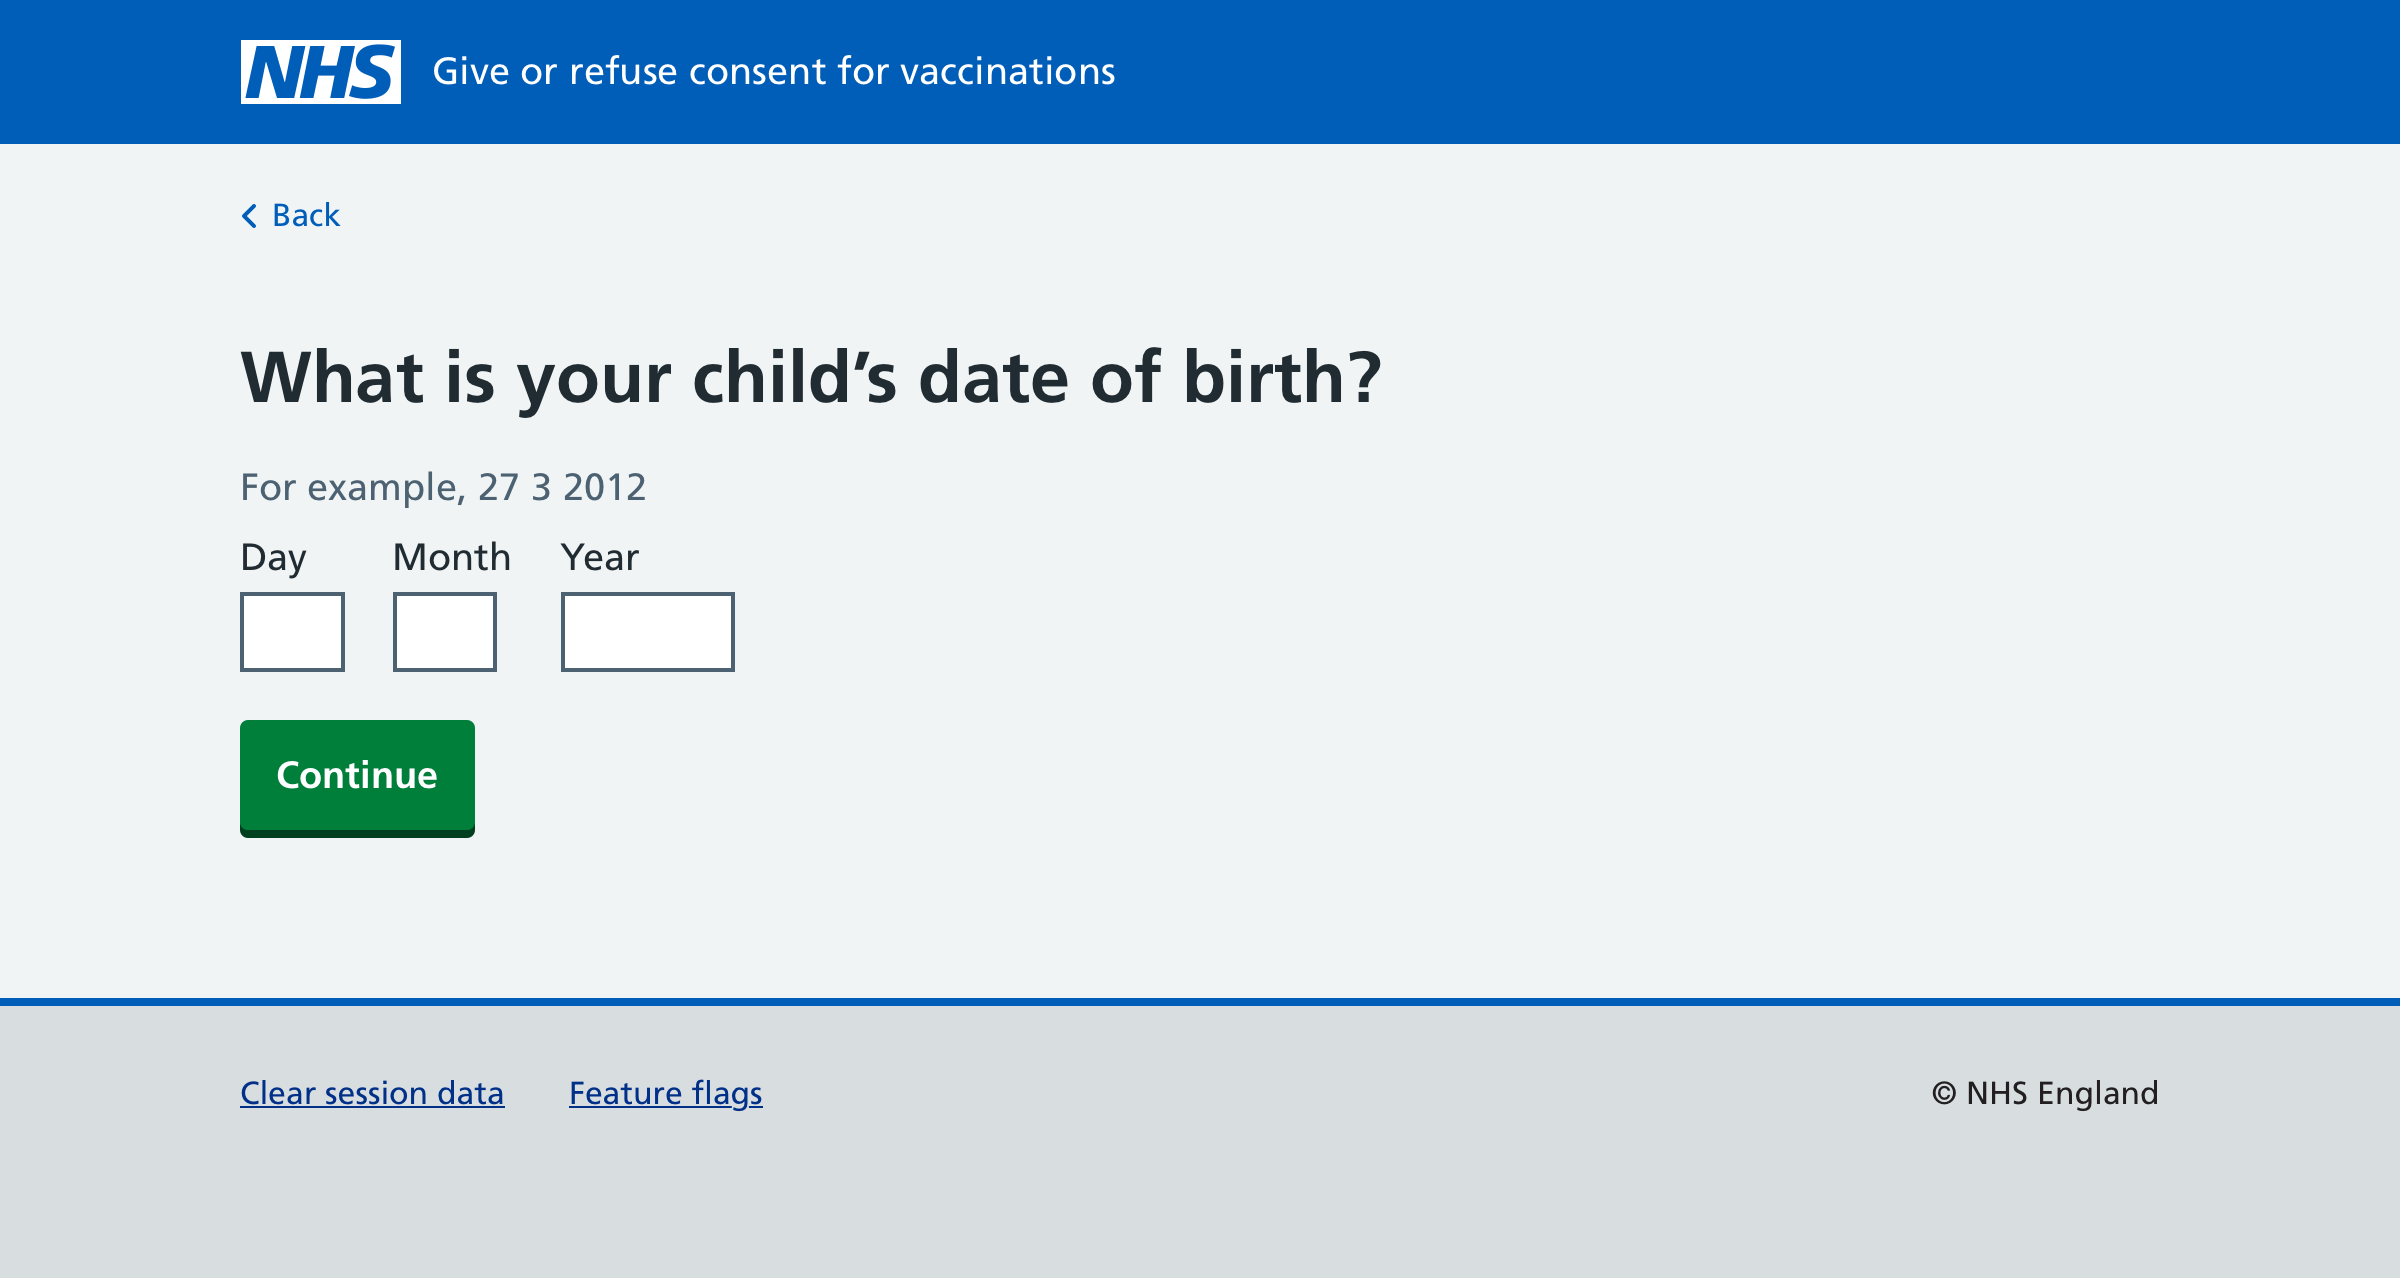 NHS Give or refuse consent for vaccinations
Back
What is your child’s date of birth?
For example, 27 3 2012
Day Month Year
Continue
Clear session data Feature flags © NHS England